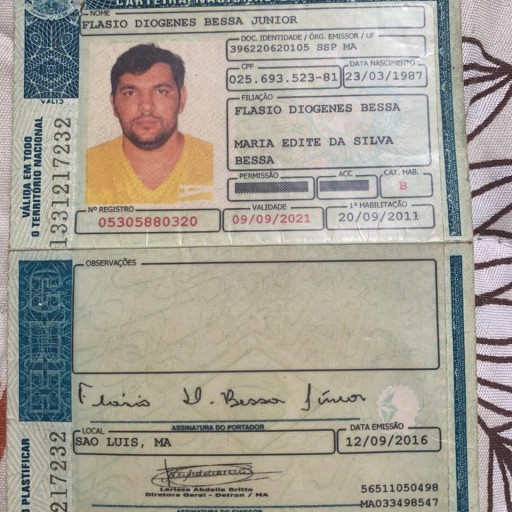 CARTEIRA NACIONAL
NOME
FLASIO DIOGENES BESSA JUNIOR
DOC. IDENTIDADE / ÓRG. EMISSOR / UF
396220620105 SSP MA
CPF
025.693.523-81
DATA NASCIMENTO
23/03/1987
FILIAÇÃO
FLASIO DIOGENES BESSA
MARIA EDITE DA SILVA
BESSA
PERMISSÃO
ACC
CAT. HAB.
B
Nº REGISTRO
05305880320
VALIDADE
09/09/2021
1ª HABILITAÇÃO
20/09/2011
VÁLIDA EM TODO
O TERRITÓRIO NACIONAL
1331217232
OBSERVAÇÕES
Flasio D. Bessa Júnior
ASSINATURA DO PORTADOR
LOCAL
SAO LUIS, MA
DATA EMISSÃO
12/09/2016
Larissa Abdalla Britto
Diretora Geral - Detran / MA
ASSINATURA DO EMISSOR
56511050498
MA033498547
PLASTIFICAR
217232